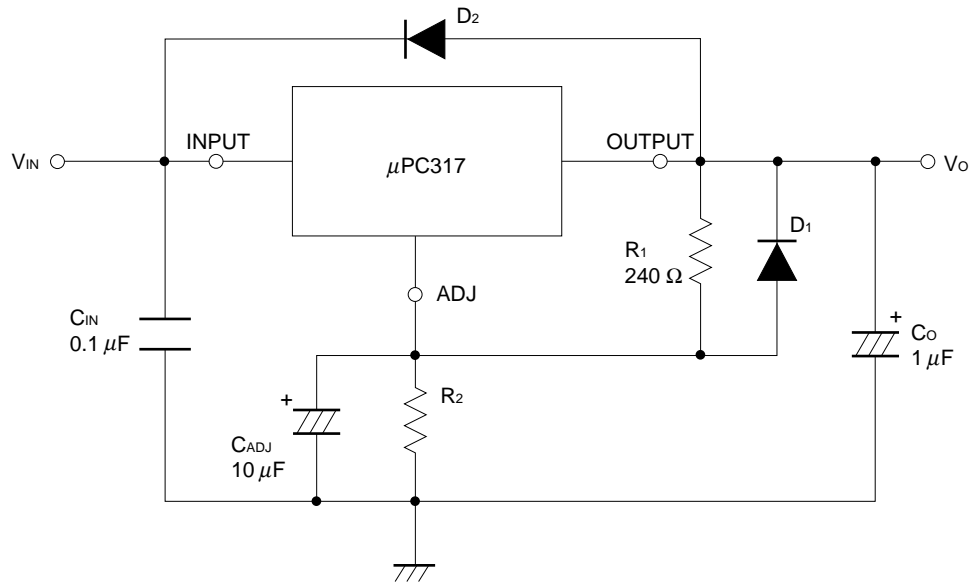 D2
INPUT
OUTPUT
VIN
μPC317
VO
R1
240 Ω
D1
ADJ
CIN
0.1 μF
+
CO
1 μF
+
R2
CADJ
10 μF